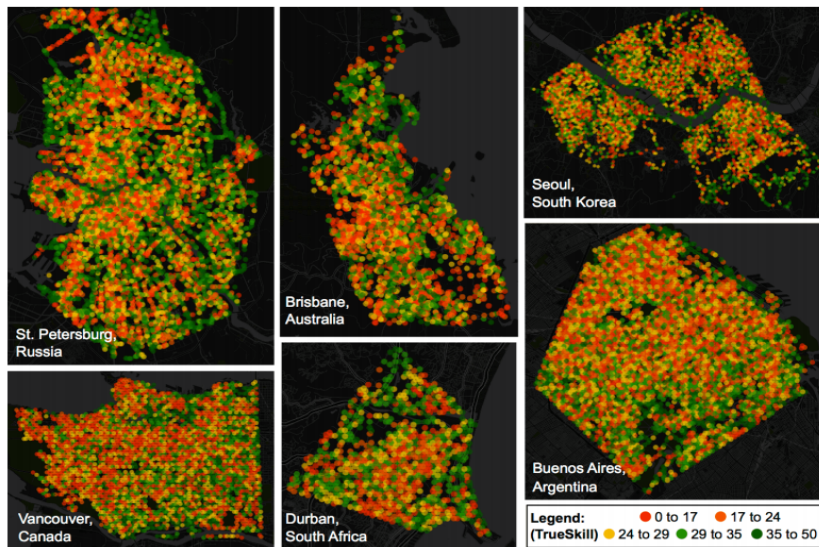 St. Petersburg,
Russia
Brisbane,
Australia
Seoul,
South Korea
Vancouver,
Canada
Durban,
South Africa
Buenos Aires,
Argentina
Legend: 0 to 17 17 to 24
(TrueSkill) 24 to 29 29 to 35 35 to 50